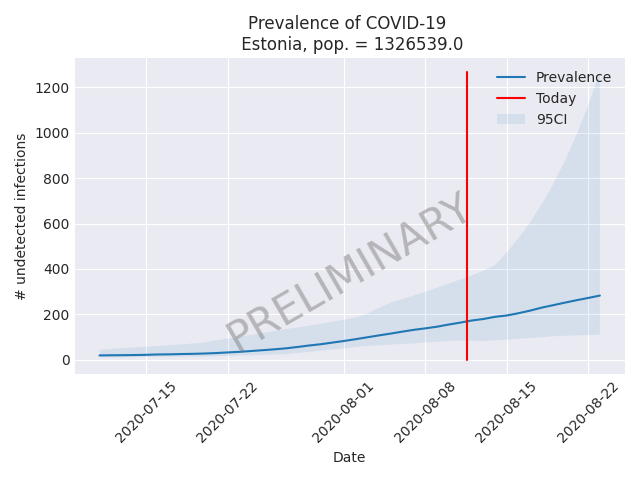 Prevalence of COVID-19
Estonia, pop. = 1326539.0
Prevalence
Today
95CI
1200
1000
800
600
400
200
0
# undetected infections
PRELIMINARY
2020-07-15
2020-07-22
2020-08-01
2020-08-08
2020-08-15
2020-08-22
Date